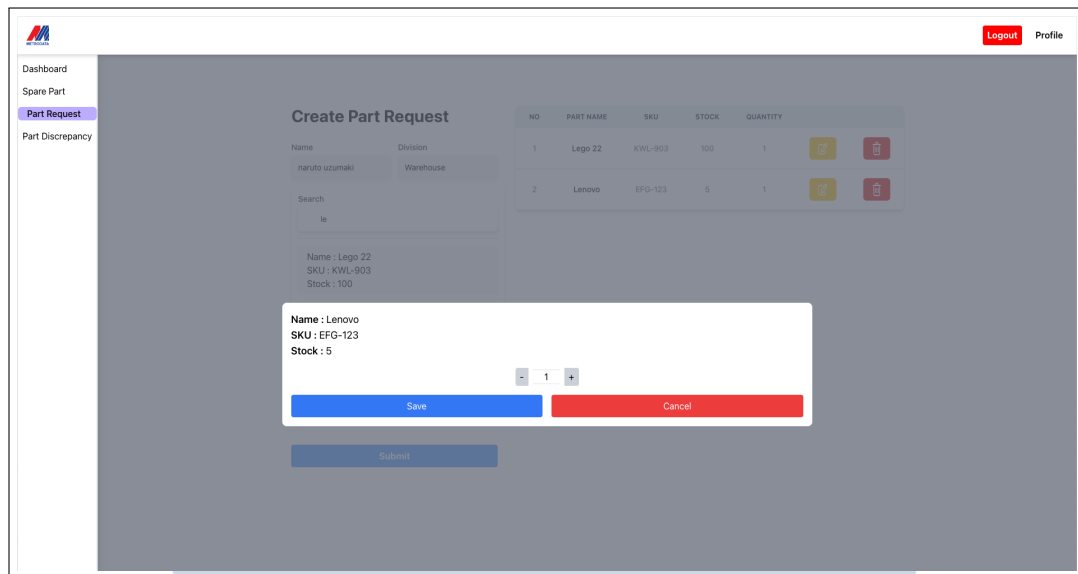 METRODATA
Logout Profile
Dashboard
Spare Part
Part Request
Part Discrepancy
Create Part Request
Name Division
naruto uzumaki Warehouse
Search
le
Name : Lego 22
SKU : KWL-903
Stock : 100
NO PART NAME SKU STOCK QUANTITY
1 Lego 22 KWL-903 100 1
2 Lenovo EFG-123 5 1
Name : Lenovo
SKU : EFG-123
Stock : 5
- 1 +
Save Cancel
Submit